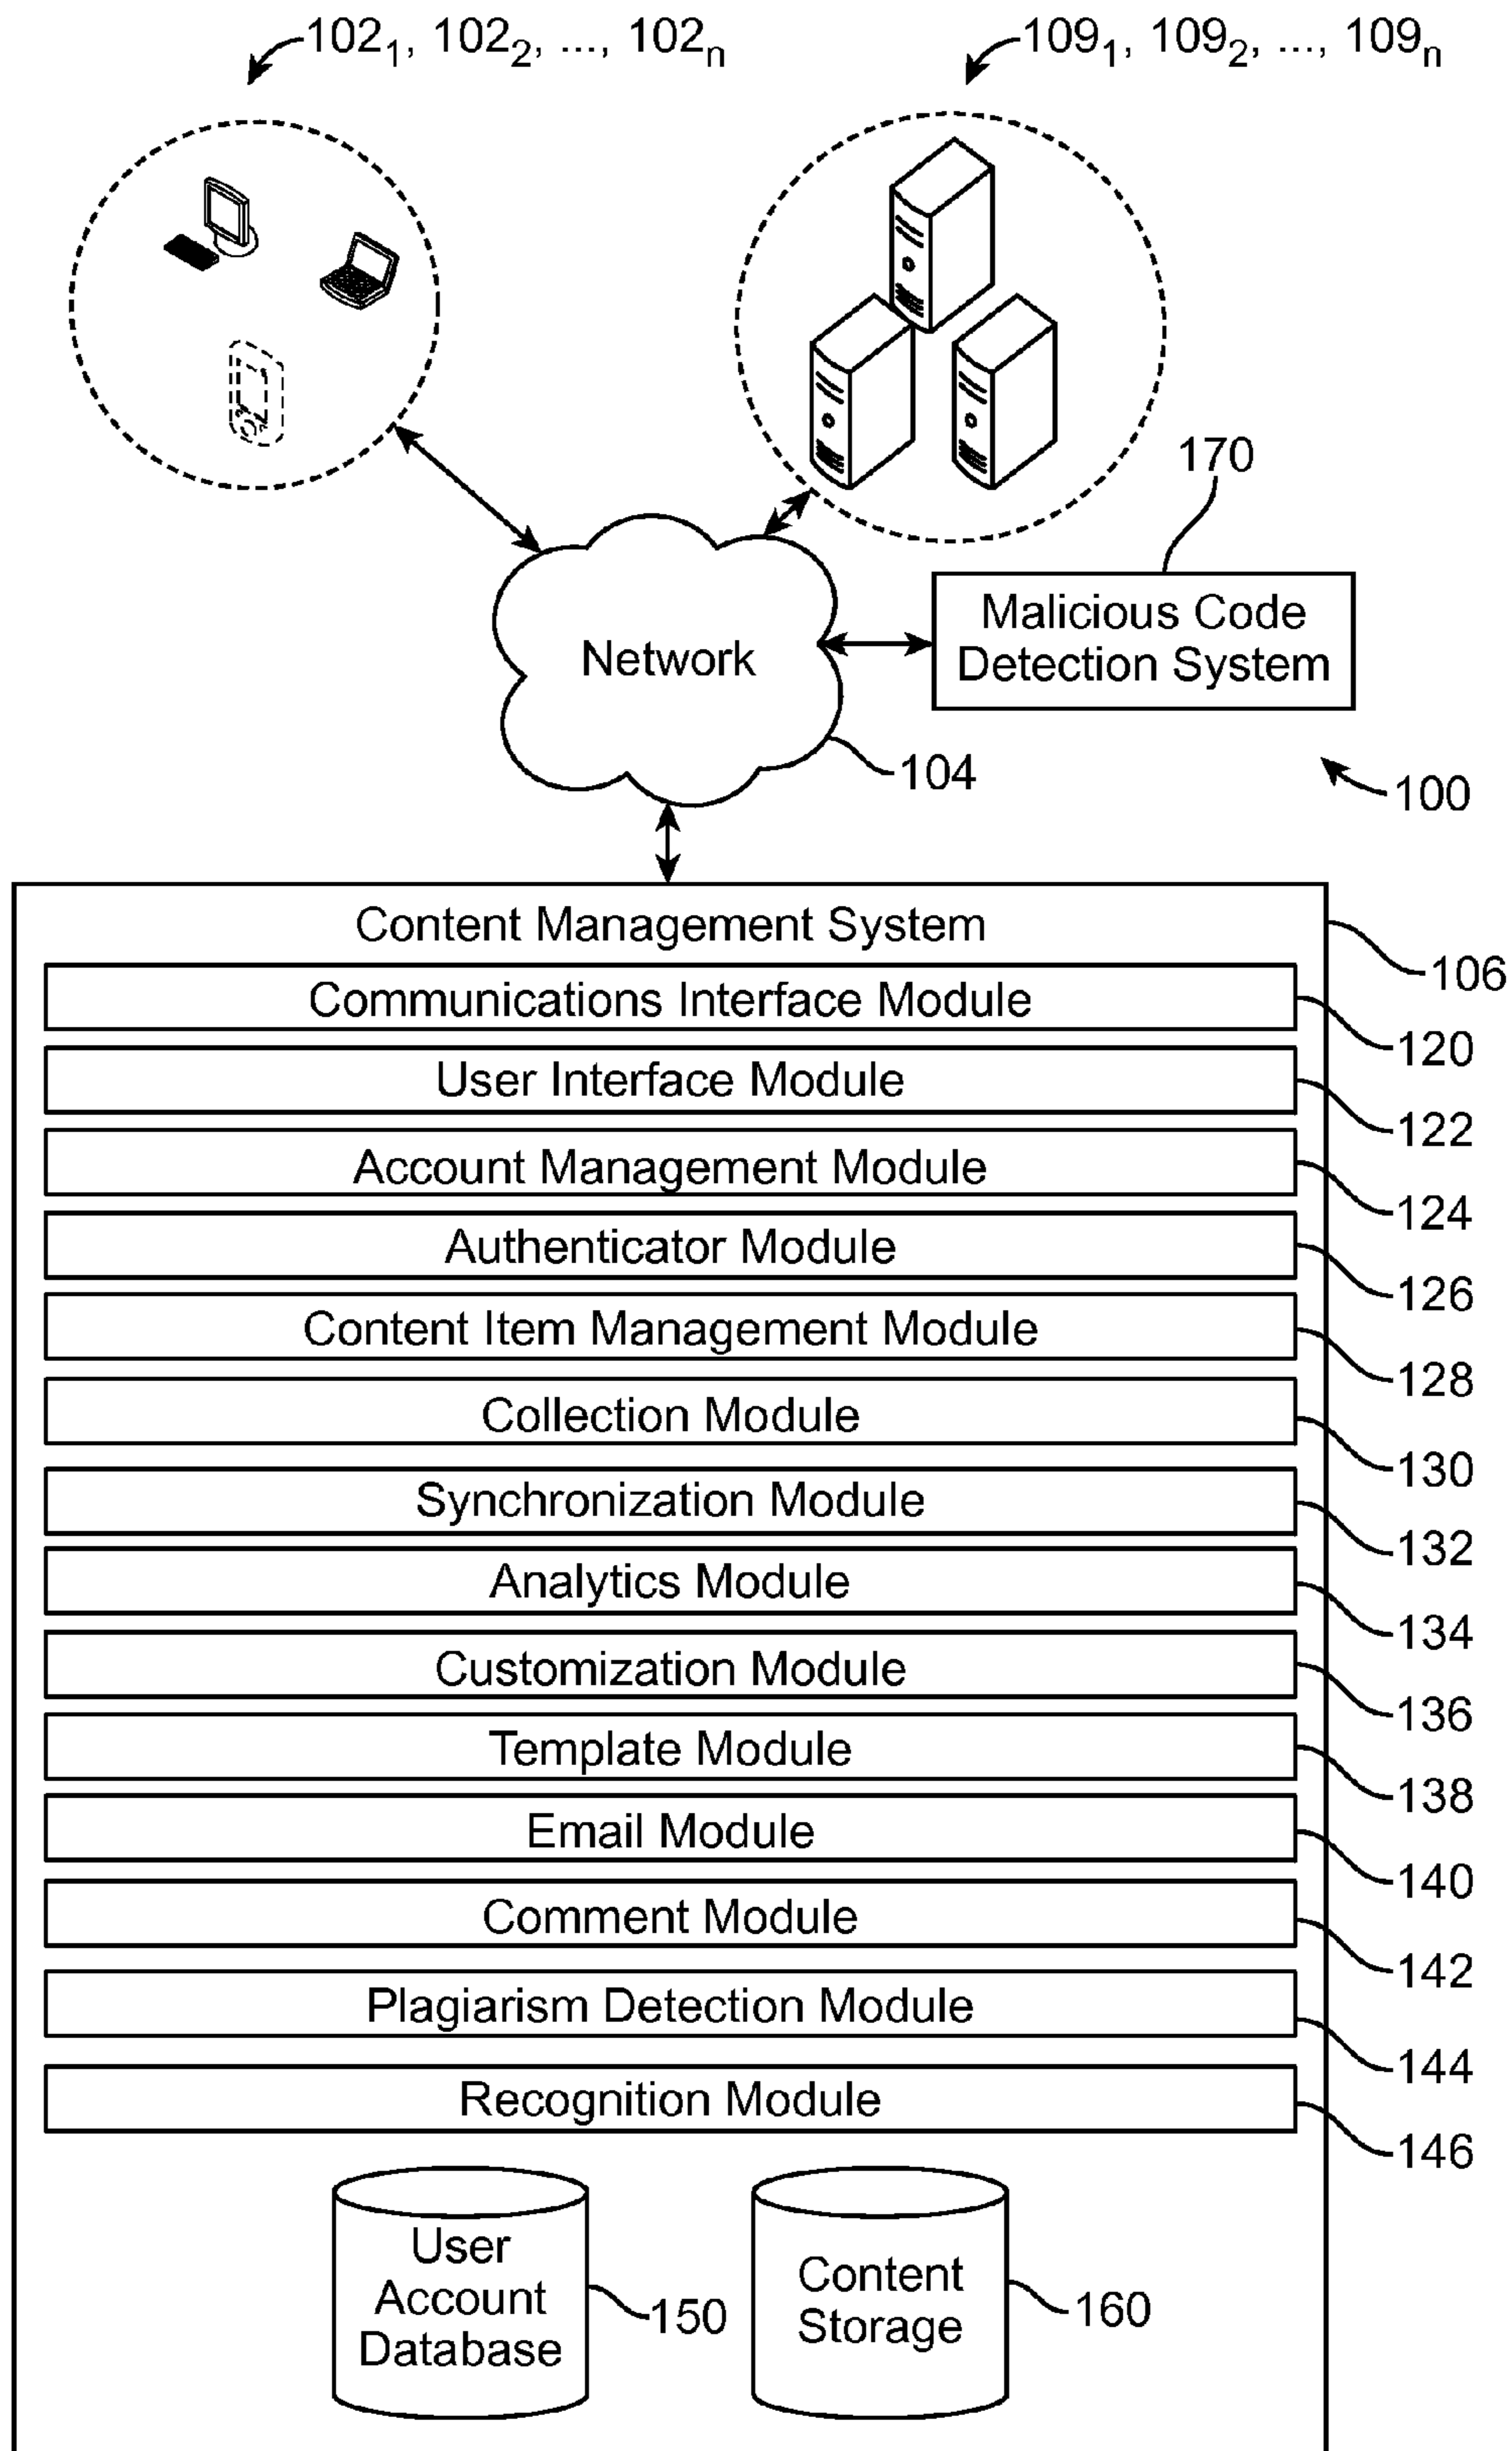 102₁, 102₂, ..., 102ₙ
109₁, 109₂, ..., 109ₙ
170
Malicious Code
Detection System
Network
104
100
Content Management System
106
Communications Interface Module
120
User Interface Module
122
Account Management Module
124
Authenticator Module
126
Content Item Management Module
128
Collection Module
130
Synchronization Module
132
Analytics Module
134
Customization Module
136
Template Module
138
Email Module
140
Comment Module
142
Plagiarism Detection Module
144
Recognition Module
146
User
Account
Database
150
Content
Storage
160